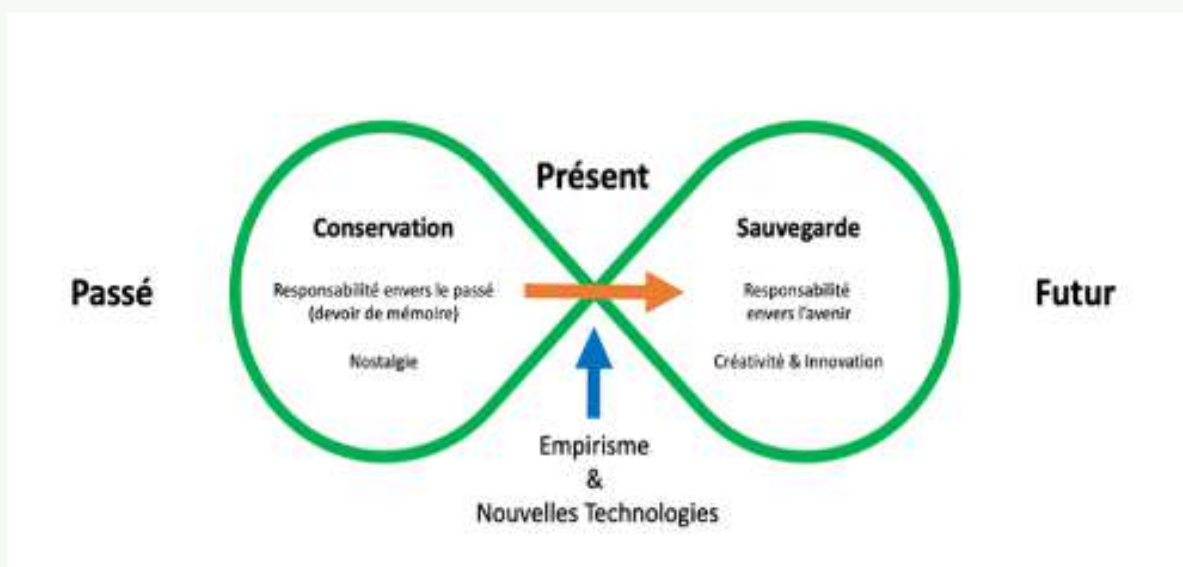 Présent
Passé
Conservation
Responsabilité envers le passé
(devoir de mémoire)
Nostalgie
Sauvegarde
Responsabilité
envers l'avenir
Créativité & Innovation
Futur
Empirisme
&
Nouvelles Technologies